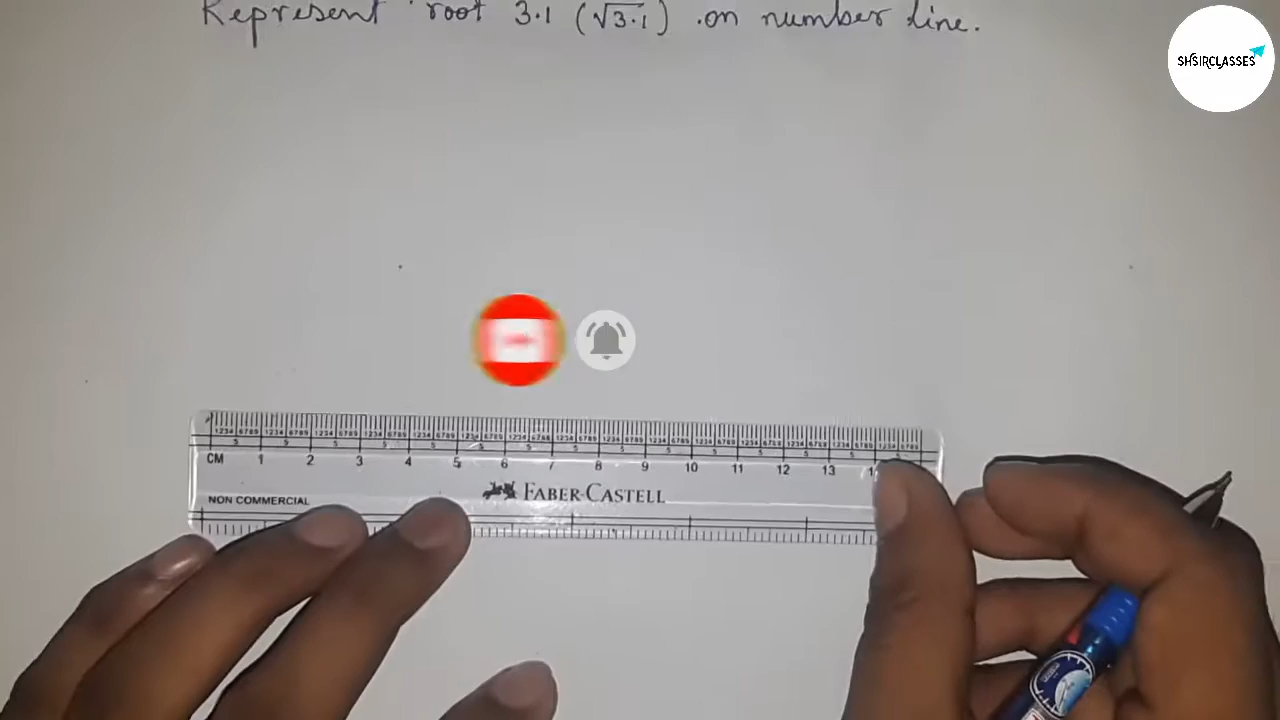 Represent root 3.1 (√3.1) on number line.
SHSIRCLASSES
CM 1 2 3 4 5 6 7 8 9 10 11 12 13
FABER-CASTELL
NON COMMERCIAL